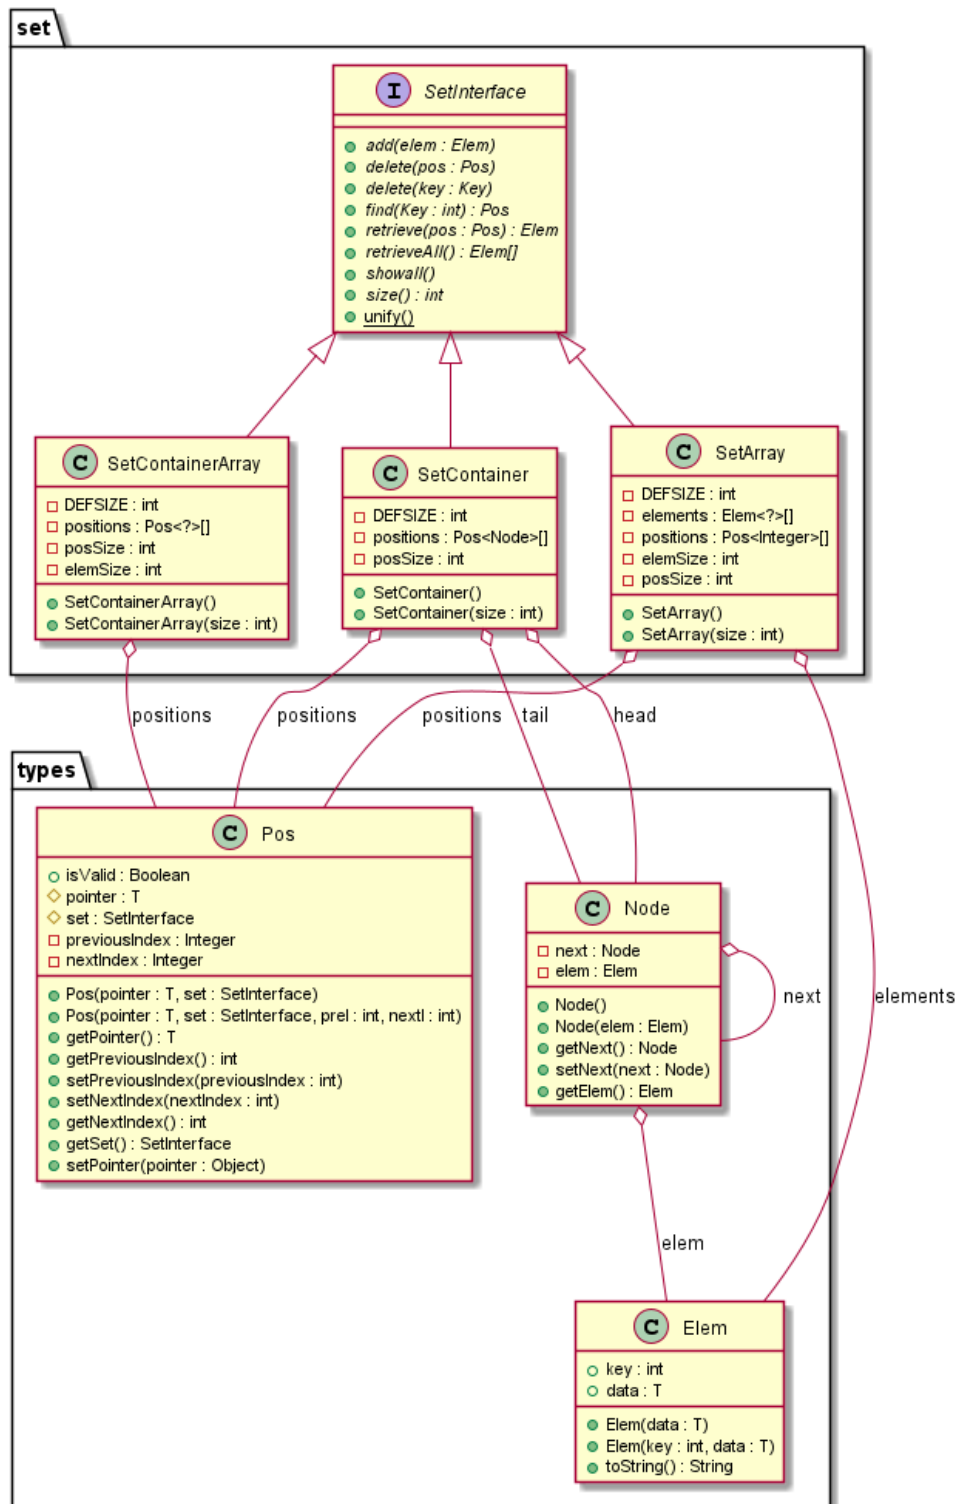 set
I SetInterface
add(elem : Elem)
delete(pos : Pos)
delete(key : Key)
find(Key : int) : Pos
retrieve(pos : Pos) : Elem
retrieveAll() : Elem[]
showall()
size() : int
unify()
C SetContainerArray
DEFSIZE : int
positions : Pos<?>[]
posSize : int
elemSize : int
SetContainerArray()
SetContainerArray(size : int)
C SetContainer
DEFSIZE : int
positions : Pos<Node>[]
posSize : int
SetContainer()
SetContainer(size : int)
C SetArray
DEFSIZE : int
elements : Elem<?>[]
positions : Pos<Integer>[]
elemSize : int
posSize : int
SetArray()
SetArray(size : int)
positions
positions
positions
tail
head
types
C Pos
isValid : Boolean
pointer : T
set : SetInterface
previousIndex : Integer
nextIndex : Integer
Pos(pointer : T, set : SetInterface)
Pos(pointer : T, set : SetInterface, preI : int, nextI : int)
getPointer() : T
getPreviousIndex() : int
setPreviousIndex(previousIndex : int)
setNextIndex(nextIndex : int)
getNextIndex() : int
getSet() : SetInterface
setPointer(pointer : Object)
C Node
next : Node
elem : Elem
Node()
Node(elem : Elem)
getNext() : Node
setNext(next : Node)
getElem() : Elem
next
elements
elem
C Elem
key : int
data : T
Elem(data : T)
Elem(key : int, data : T)
toString() : String